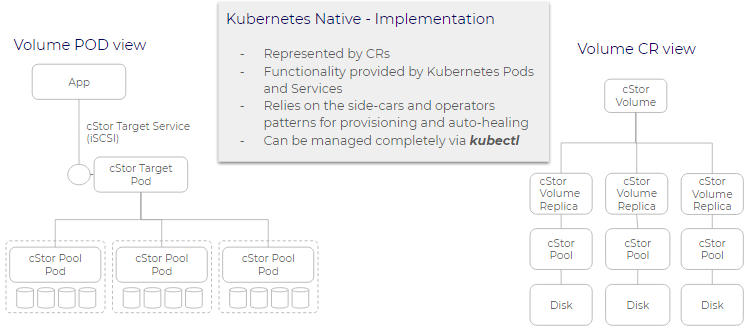 Kubernetes Native - Implementation
- Represented by CRs
- Functionality provided by Kubernetes Pods
and Services
- Relies on the side-cars and operators
patterns for provisioning and auto-healing
- Can be managed completely via kubectl
Volume POD view
App
cStor Target Service
(iSCSI)
cStor Target
Pod
cStor Pool
Pod
cStor Pool
Pod
cStor Pool
Pod
Volume CR view
cStor
Volume
cStor
Volume
Replica
cStor
Volume
Replica
cStor
Volume
Replica
cStor
Pool
cStor
Pool
cStor
Pool
Disk
Disk
Disk